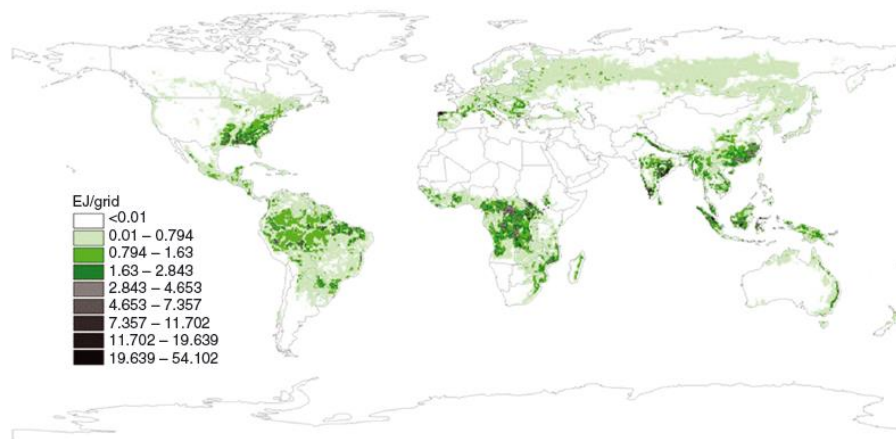 EJ/grid
<0.01
0.01 – 0.794
0.794 – 1.63
1.63 – 2.843
2.843 – 4.653
4.653 – 7.357
7.357 – 11.702
11.702 – 19.639
19.639 – 54.102